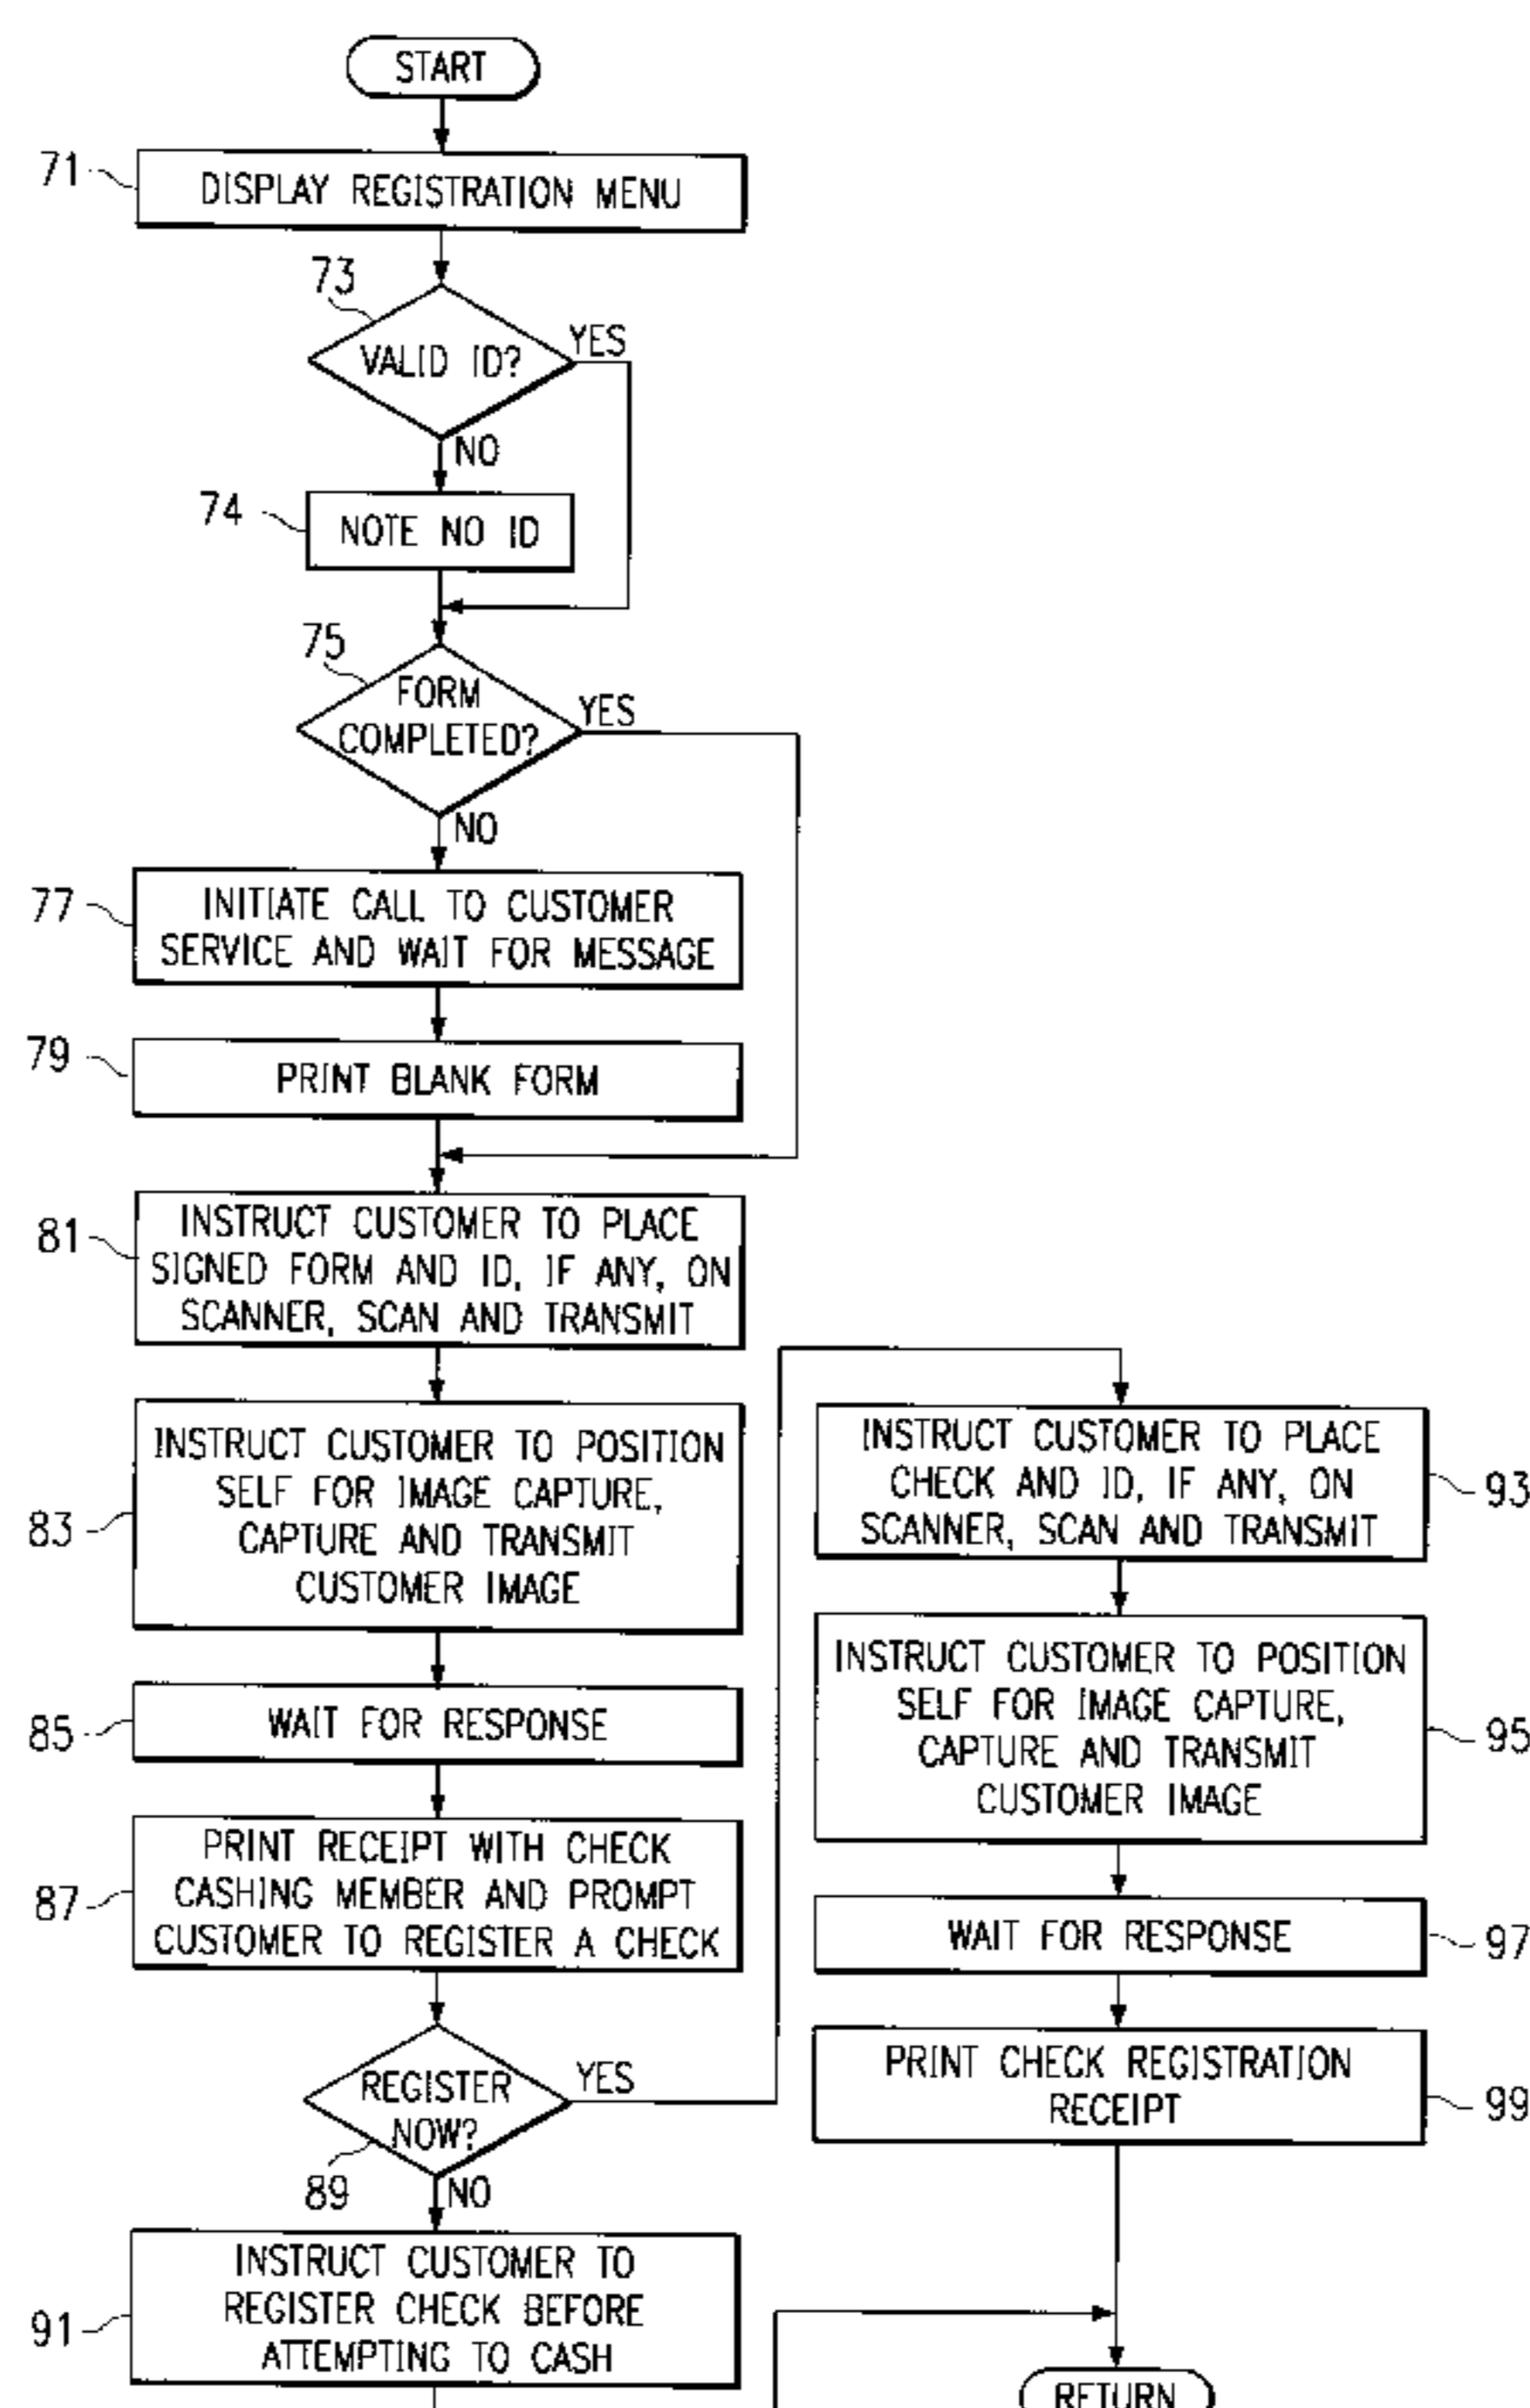 START
71
DISPLAY REGISTRATION MENU
73
VALID ID?
YES
NO
74
NOTE NO ID
75
FORM
COMPLETED?
YES
NO
77
INITIATE CALL TO CUSTOMER
SERVICE AND WAIT FOR MESSAGE
79
PRINT BLANK FORM
81
INSTRUCT CUSTOMER TO PLACE
SIGNED FORM AND ID, IF ANY, ON
SCANNER, SCAN AND TRANSMIT
83
INSTRUCT CUSTOMER TO POSITION
SELF FOR IMAGE CAPTURE,
CAPTURE AND TRANSMIT
CUSTOMER IMAGE
85
WAIT FOR RESPONSE
87
PRINT RECEIPT WITH CHECK
CASHING MEMBER AND PROMPT
CUSTOMER TO REGISTER A CHECK
REGISTER
NOW?
YES
89
NO
91
INSTRUCT CUSTOMER TO
REGISTER CHECK BEFORE
ATTEMPTING TO CASH
INSTRUCT CUSTOMER TO PLACE
CHECK AND ID, IF ANY, ON
SCANNER, SCAN AND TRANSMIT
93
INSTRUCT CUSTOMER TO POSITION
SELF FOR IMAGE CAPTURE,
CAPTURE AND TRANSMIT
CUSTOMER IMAGE
95
WAIT FOR RESPONSE
97
PRINT CHECK REGISTRATION
RECEIPT
99
RETURN